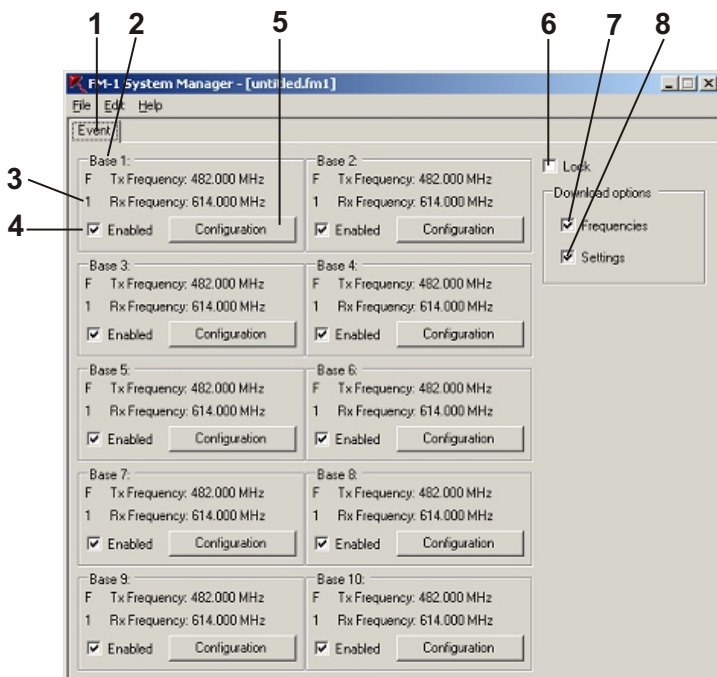 1 2 5 6 7 8
FM-1 System Manager - [untitled.fm1]
File Edit Help
Event
Base 1:
F Tx Frequency: 482.000 MHz
3
1 Rx Frequency: 614.000 MHz
4
Enabled Configuration
Base 2:
F Tx Frequency: 482.000 MHz
1 Rx Frequency: 614.000 MHz
Enabled Configuration
Lock
Download options
Frequencies
Settings
Base 3:
F Tx Frequency: 482.000 MHz
1 Rx Frequency: 614.000 MHz
Enabled Configuration
Base 4:
F Tx Frequency: 482.000 MHz
1 Rx Frequency: 614.000 MHz
Enabled Configuration
Base 5:
F Tx Frequency: 482.000 MHz
1 Rx Frequency: 614.000 MHz
Enabled Configuration
Base 6:
F Tx Frequency: 482.000 MHz
1 Rx Frequency: 614.000 MHz
Enabled Configuration
Base 7:
F Tx Frequency: 482.000 MHz
1 Rx Frequency: 614.000 MHz
Enabled Configuration
Base 8:
F Tx Frequency: 482.000 MHz
1 Rx Frequency: 614.000 MHz
Enabled Configuration
Base 9:
F Tx Frequency: 482.000 MHz
1 Rx Frequency: 614.000 MHz
Enabled Configuration
Base 10:
F Tx Frequency: 482.000 MHz
1 Rx Frequency: 614.000 MHz
Enabled Configuration